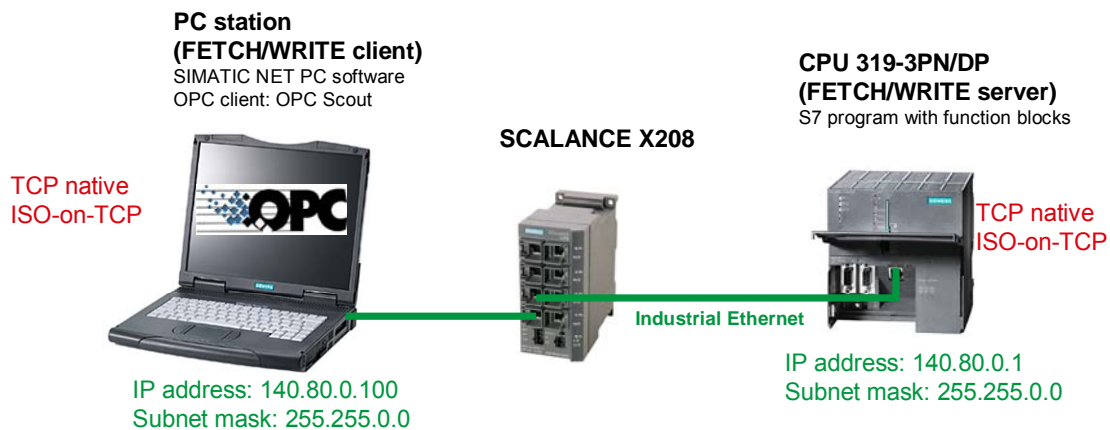 PC station
(FETCH/WRITE client)
SIMATIC NET PC software
OPC client: OPC Scout
CPU 319-3PN/DP
(FETCH/WRITE server)
S7 program with function blocks
SCALANCE X208
TCP native
ISO-on-TCP
OPC
SIEMENS
SIEMENS
SIEMENS
TCP native
ISO-on-TCP
Industrial Ethernet
IP address: 140.80.0.100
Subnet mask: 255.255.0.0
IP address: 140.80.0.1
Subnet mask: 255.255.0.0